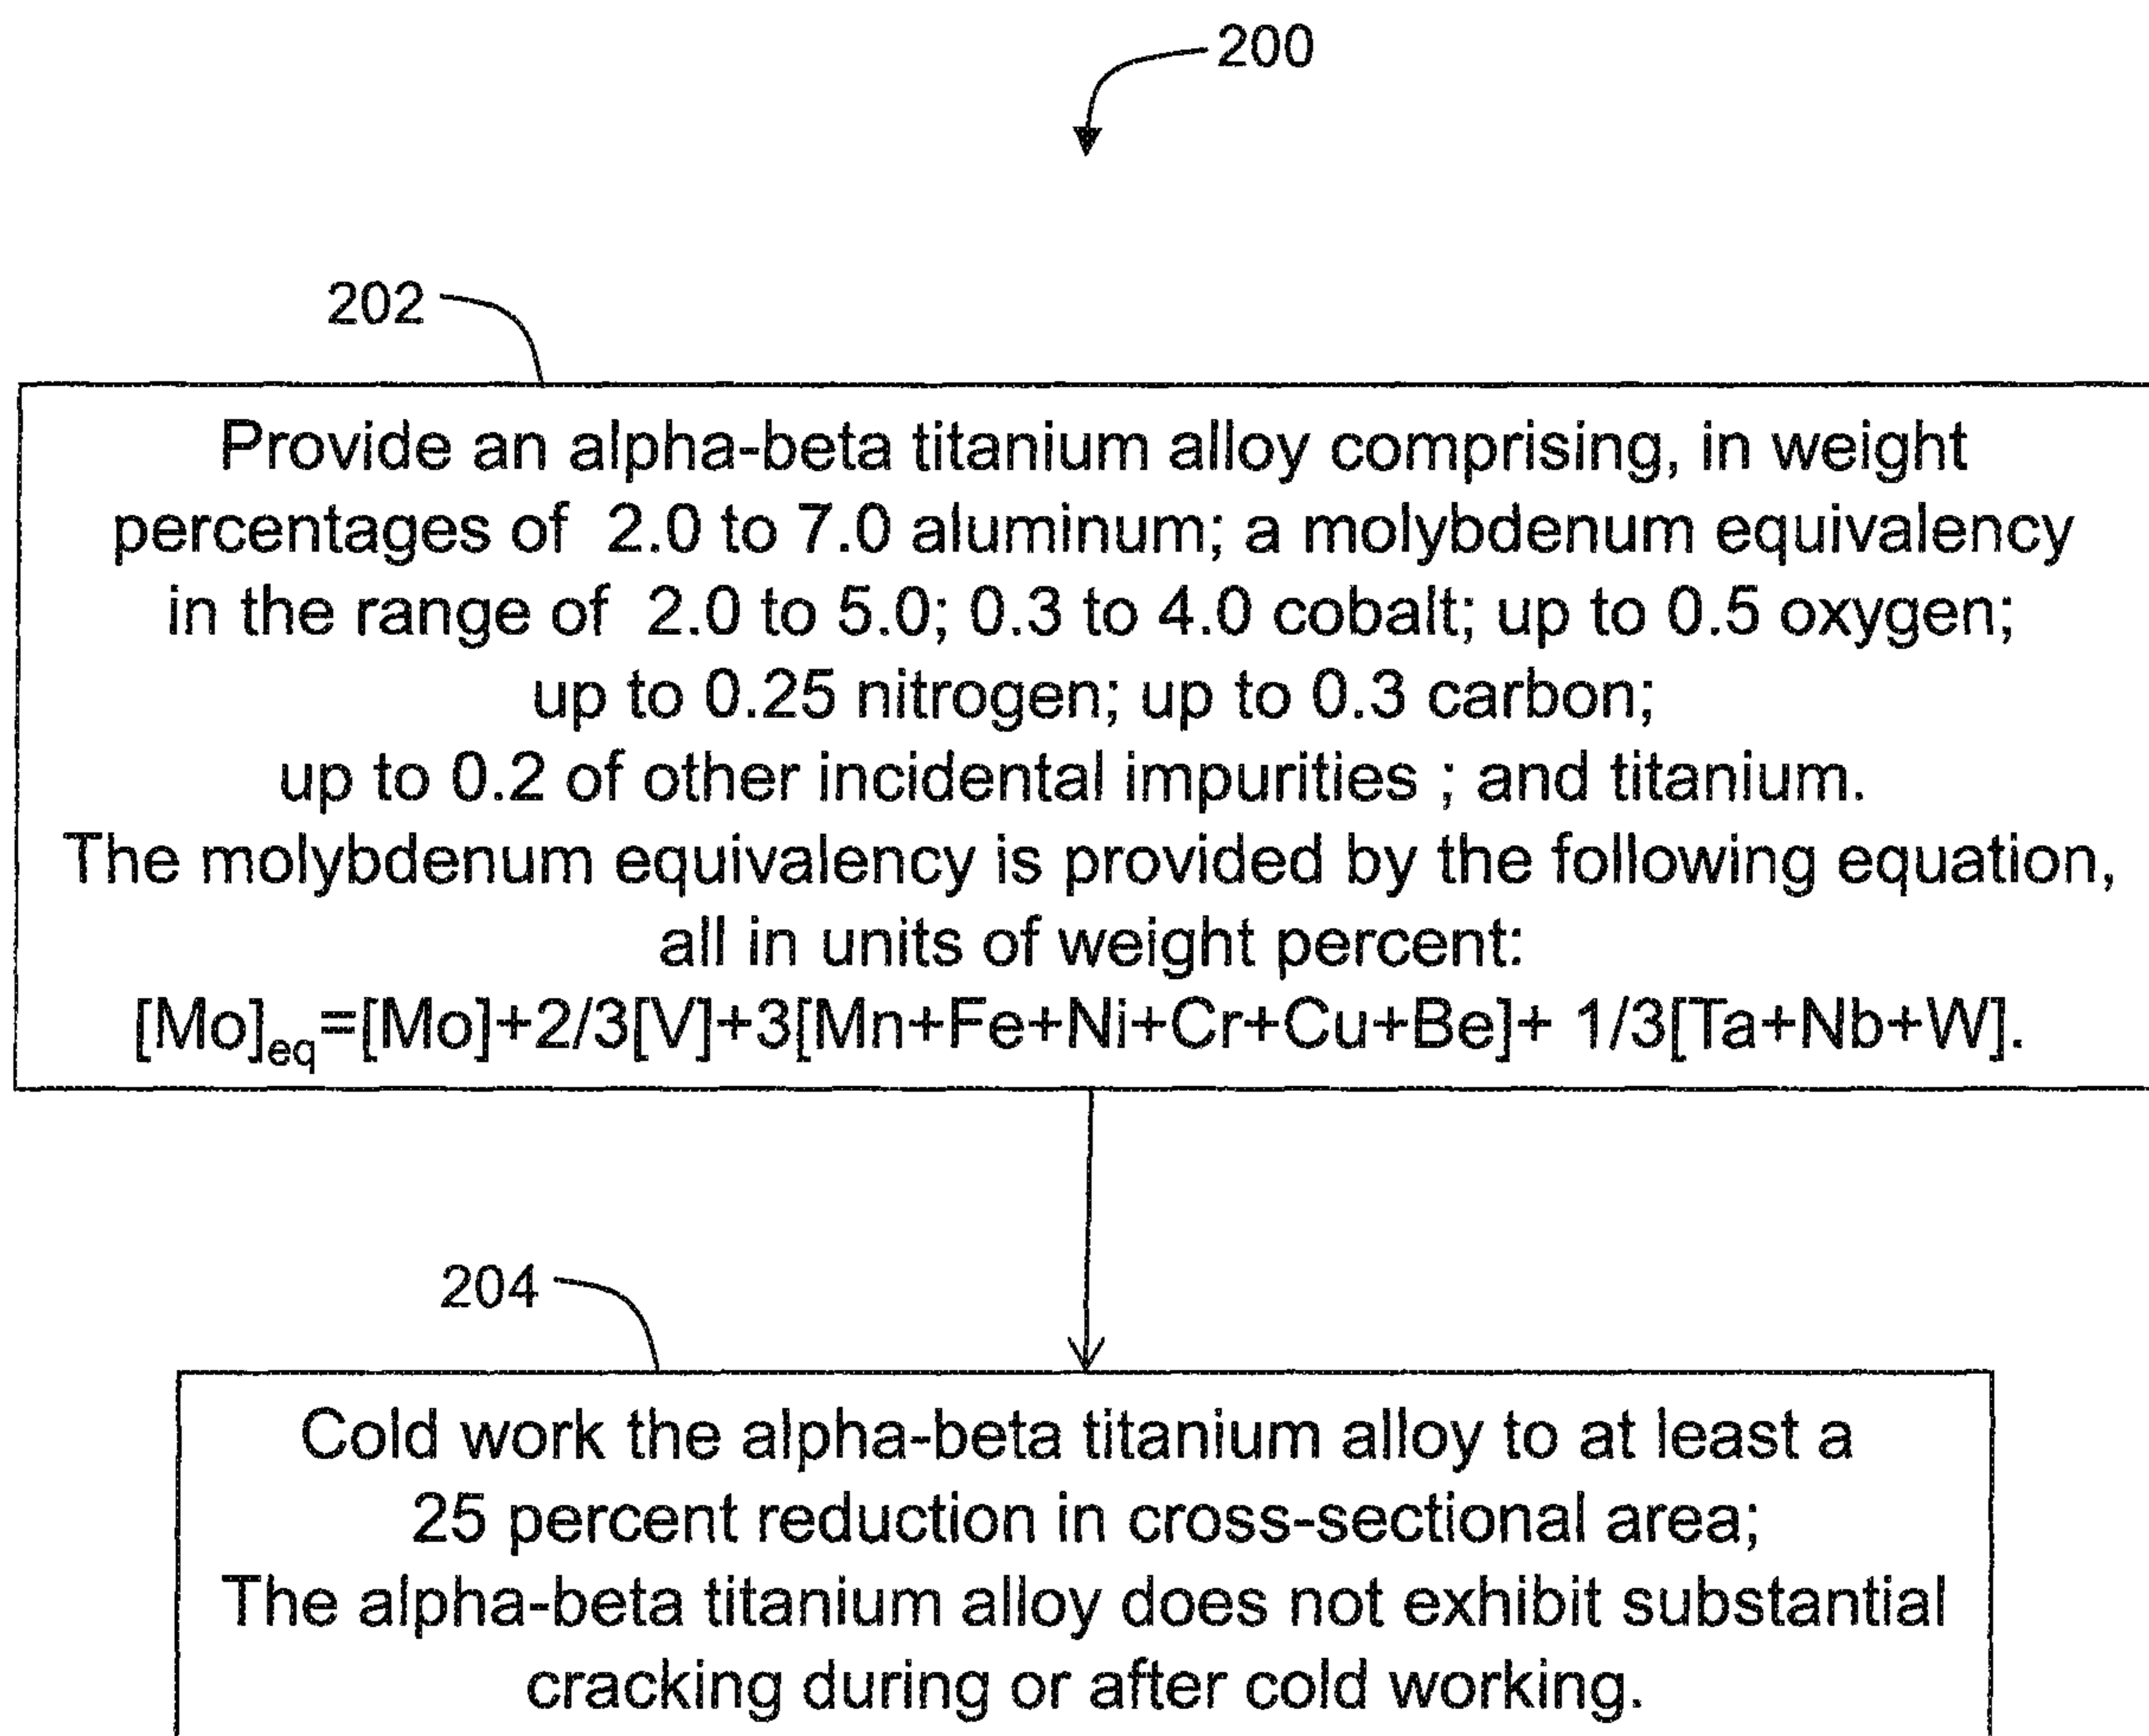 200
202
Provide an alpha-beta titanium alloy comprising, in weight
percentages of 2.0 to 7.0 aluminum; a molybdenum equivalency
in the range of 2.0 to 5.0; 0.3 to 4.0 cobalt; up to 0.5 oxygen;
up to 0.25 nitrogen; up to 0.3 carbon;
up to 0.2 of other incidental impurities ; and titanium.
The molybdenum equivalency is provided by the following equation,
all in units of weight percent:
[Mo]eq=[Mo]+2/3[V]+3[Mn+Fe+Ni+Cr+Cu+Be]+ 1/3[Ta+Nb+W].
204
Cold work the alpha-beta titanium alloy to at least a
25 percent reduction in cross-sectional area;
The alpha-beta titanium alloy does not exhibit substantial
cracking during or after cold working.